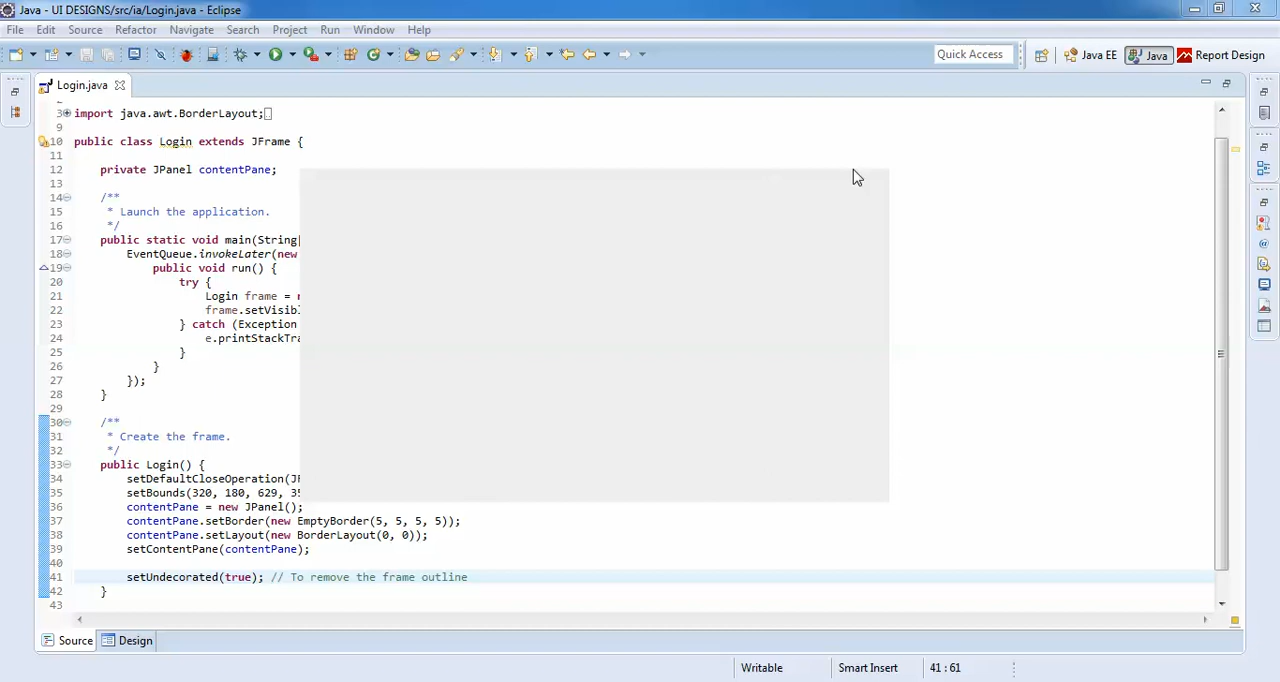 Java - UI DESIGNS/src/ia/Login.java - Eclipse
File Edit Source Refactor Navigate Search Project Run Window Help
Quick Access Java EE Java Report Design
Login.java
3 import java.awt.BorderLayout;
9
10 public class Login extends JFrame {
11
12 private JPanel contentPane;
13
14 /**
15 * Launch the application.
16 */
17 public static void main(String[
18 EventQueue.invokeLater(new
19 public void run() {
20 try {
21 Login frame =
22 frame.setVisibl
23 } catch (Exception
24 e.printStackTra
25 }
26 }
27 });
28 }
29
30 /**
31 * Create the frame.
32 */
33 public Login() {
34 setDefaultCloseOperation(JF
35 setBounds(320, 180, 629, 35
36 contentPane = new JPanel();
37 contentPane.setBorder(new EmptyBorder(5, 5, 5, 5));
38 contentPane.setLayout(new BorderLayout(0, 0));
39 setContentPane(contentPane);
40
41 setUndecorated(true); // To remove the frame outline
42 }
43
Source Design
Writable Smart Insert 41 : 61